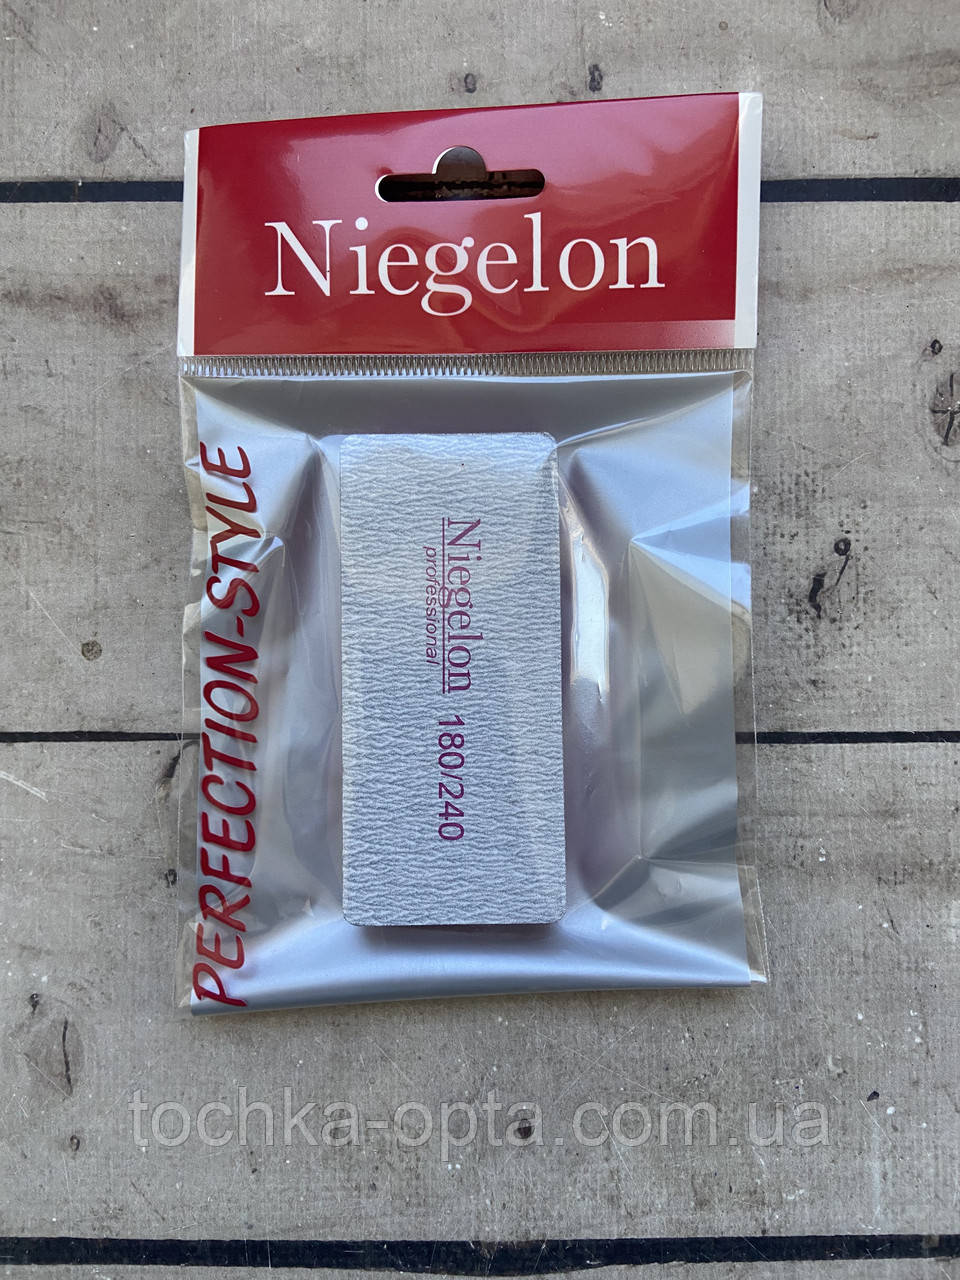 Niegelon
PERFECTION-STYLE
Niegelon 180/240
professional
tochka-opta.com.ua